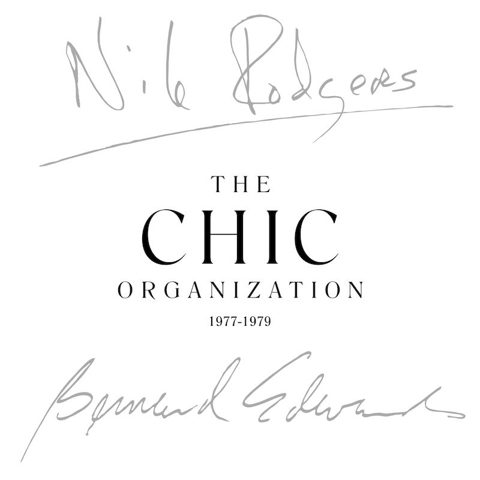 Nile Rodgers
THE
CHIC
ORGANIZATION
1977-1979
Bernard Edwards